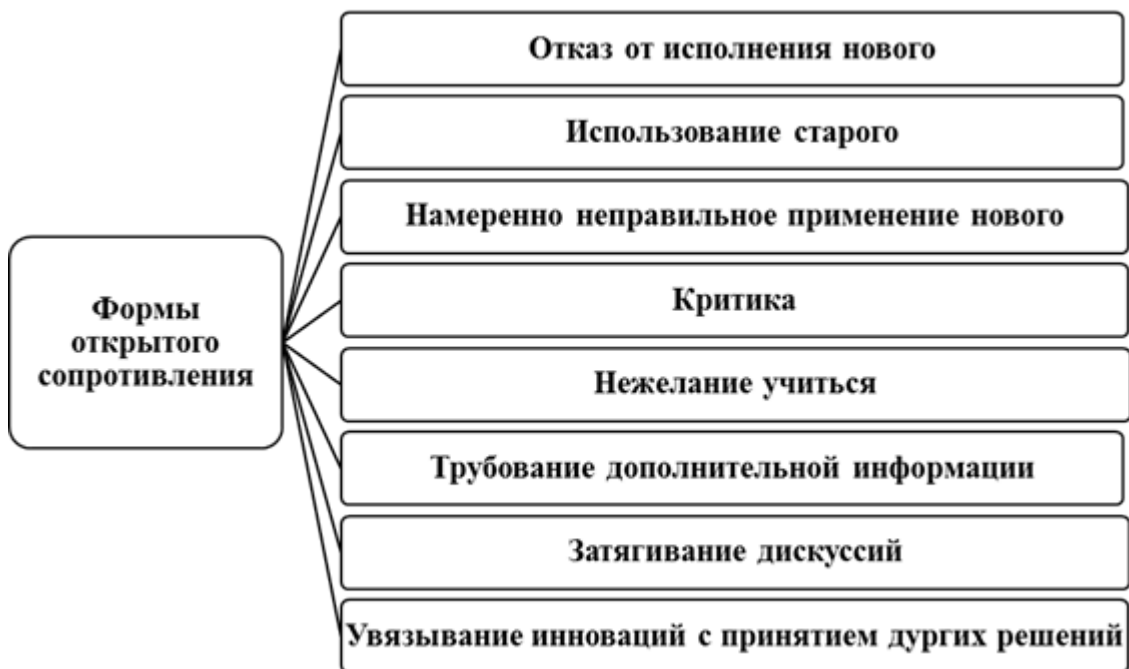 Отказ от исполнения нового
Использование старого
Намеренно неправильное применение нового
Формы
открытого
сопротивления
Критика
Нежелание учиться
Трубование дополнительной информации
Затягивание дискуссий
Увязывание инноваций с принятием дургих решений